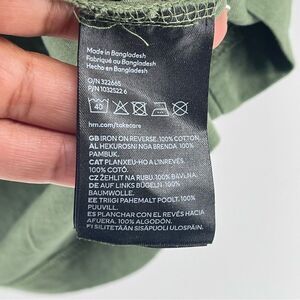 Made in Bangladesh
Fabriqué au Bangladesh
Hecho en Bangladesh
O/N 322665
P/N 1032522 6
40
hm.com/takecare
GB IRON ON REVERSE. 100% COTTON.
AL HEKUROSNI NGA BRENDA. 100%
PAMBUK.
CAT PLANXEU-HO A L'INREVÉS.
100% COTÓ.
CZ ŽEHLIT NA RUBU. 100% BAVLNA.
DE AUF LINKS BÜGELN. 100%
BAUMWOLLE.
EE TRIIGI PAHEMALT POOLT. 100%
PUUVILL.
ES PLANCHAR CON EL REVÉS HACIA
AFUERA. 100% ALGODÓN.
FI SILITETÄÄN SISÄPUOLI ULOSPÄIN.